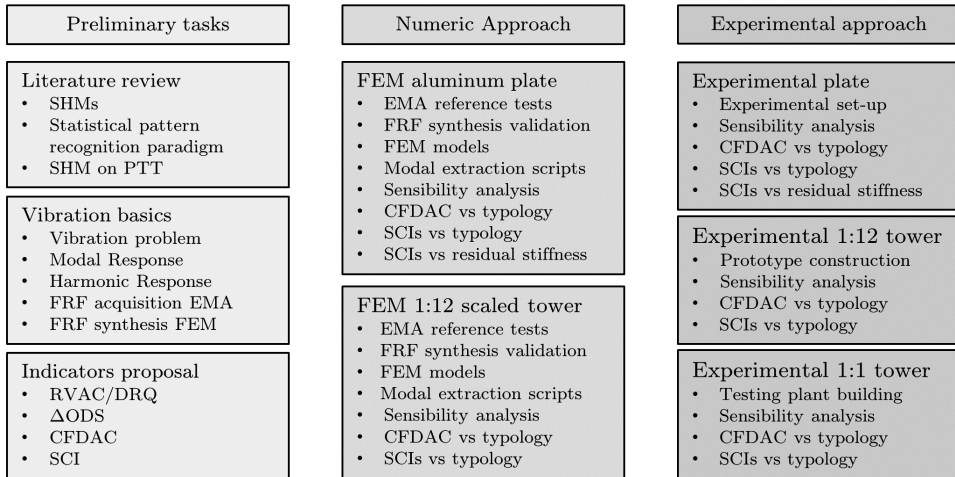 Preliminary tasks
Literature review
• SHMs
• Statistical pattern
recognition paradigm
• SHM on PTT
Vibration basics
• Vibration problem
• Modal Response
• Harmonic Response
• FRF acquisition EMA
• FRF synthesis FEM
Indicators proposal
• RVAC/DRQ
• ΔODS
• CFDAC
• SCI
Numeric Approach
FEM aluminum plate
• EMA reference tests
• FRF synthesis validation
• FEM models
• Modal extraction scripts
• Sensibility analysis
• CFDAC vs typology
• SCIs vs typology
• SCIs vs residual stiffness
FEM 1:12 scaled tower
• EMA reference tests
• FRF synthesis validation
• FEM models
• Modal extraction scripts
• Sensibility analysis
• CFDAC vs typology
• SCIs vs typology
Experimental approach
Experimental plate
• Experimental set-up
• Sensibility analysis
• CFDAC vs typology
• SCIs vs typology
• SCIs vs residual stiffness
Experimental 1:12 tower
• Prototype construction
• Sensibility analysis
• CFDAC vs typology
• SCIs vs typology
Experimental 1:1 tower
• Testing plant building
• Sensibility analysis
• CFDAC vs typology
• SCIs vs typology